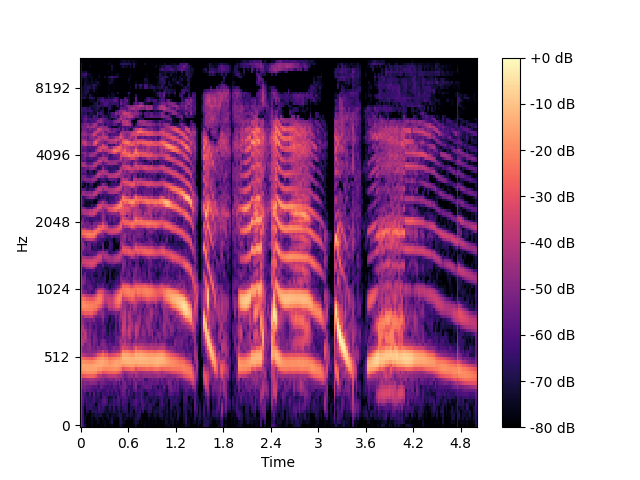 8192
4096
2048
1024
512
0
Hz
0
0.6
1.2
1.8
2.4
3
3.6
4.2
4.8
Time
+0 dB
-10 dB
-20 dB
-30 dB
-40 dB
-50 dB
-60 dB
-70 dB
-80 dB